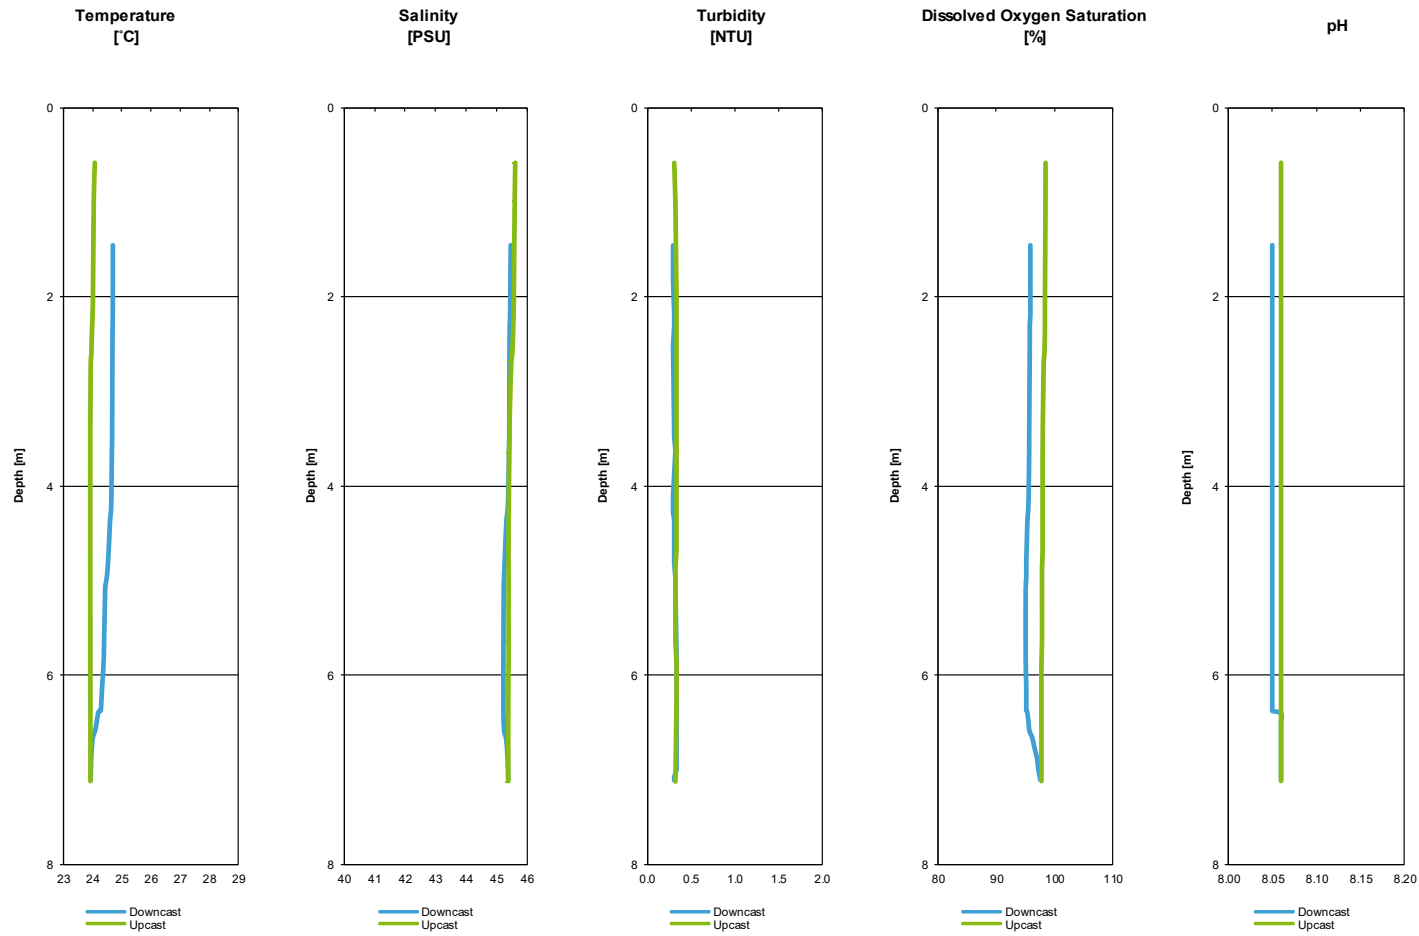 Temperature
[°C]
Salinity
[PSU]
Turbidity
[NTU]
Dissolved Oxygen Saturation
[%]
pH
0
2
4
6
8
Depth [m]
23 24 25 26 27 28 29
Downcast
Upcast
0
2
4
6
8
Depth [m]
40 41 42 43 44 45 46
Downcast
Upcast
0
2
4
6
8
Depth [m]
0.0 0.5 1.0 1.5 2.0
Downcast
Upcast
0
2
4
6
8
Depth [m]
80 90 100 110
Downcast
Upcast
0
2
4
6
8
Depth [m]
8.00 8.05 8.10 8.15 8.20
Downcast
Upcast